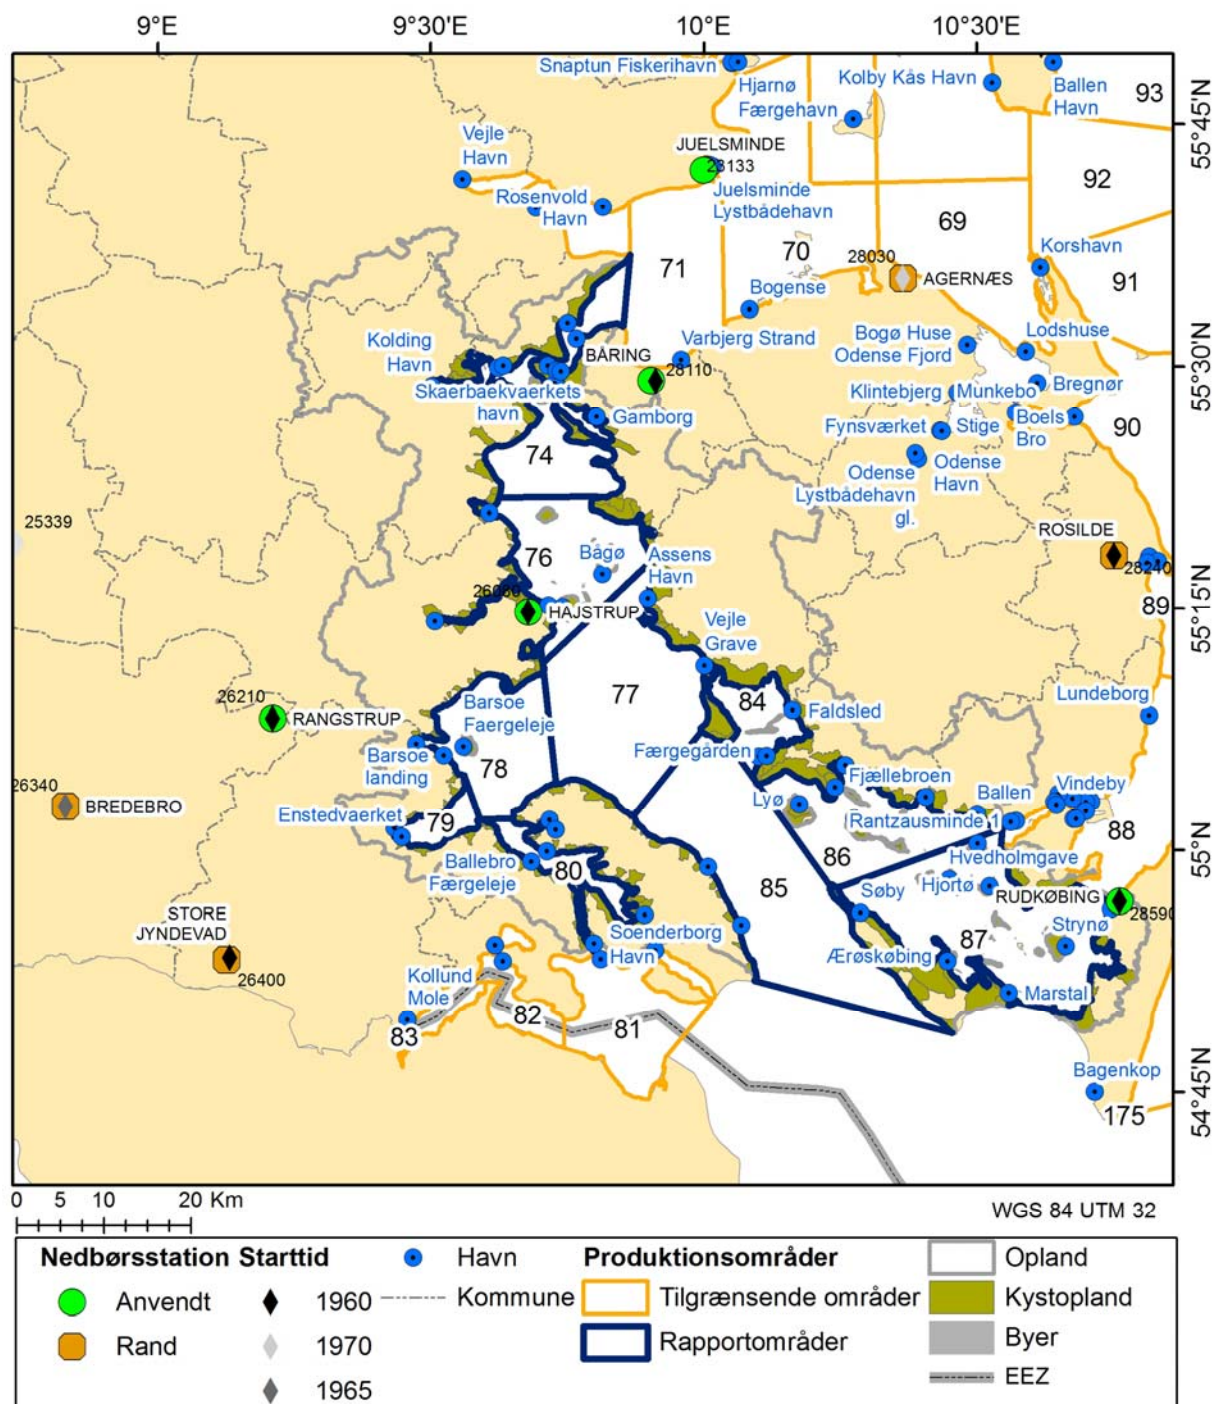 9°E
9°30'E
10°E
10°30'E
Snaptun Fiskerihavn
Hjarnø
Færgehavn
Kolby Kås Havn
Ballen
Havn
93
55°45'N
Vejle
Havn
JUELSMINDE
23133
Juelsminde
Lystbådehavn
92
Rosenvold
Havn
69
70
71
28030
AGERNÆS
Korshavn
91
Bogense
Kolding
Havn
BÅRING
28110
Varbjerg Strand
Bogø Huse
Odense Fjord
Lodshuse
55°30'N
Skaerbaekvaerkets
havn
Gamborg
Klintebjerg
Munkebo
Bregnør
Fynsværket
Stige
Boels
Bro
90
74
Odense
Lystbådehavn
gl.
Odense
Havn
25339
76
Bågø
Assens
Havn
ROSILDE
28240
26080
HAJSTRUP
89
55°15'N
Vejle
Grave
26210
RANGSTRUP
Barsoe
Faergeleje
77
84
Faldsled
Lundeborg
Barsoe
landing
78
Færgegården
Fjællebroen
26340
BREDEBRO
Enstedvaerket
79
Lyø
Ballen
Vindeby
Rantzausminde 1
88
Ballebro
Færgeleje
80
86
Hvedholmgave
55°N
85
Søby
Hjortø
RUDKØBING
28590
STORE
JYNDEVAD
26400
Soenderborg
Havn
87
Strynø
Ærøskøbing
Kollund
Mole
Marstal
83
82
81
Bagenkop
175
54°45'N
0 5 10 20 Km
WGS 84 UTM 32
Nedbørsstation
Anvendt
Rand
Starttid
1960
1970
1965
Havn
Kommune
Produktionsområder
Tilgrænsende områder
Rapportområder
Opland
Kystopland
Byer
EEZ